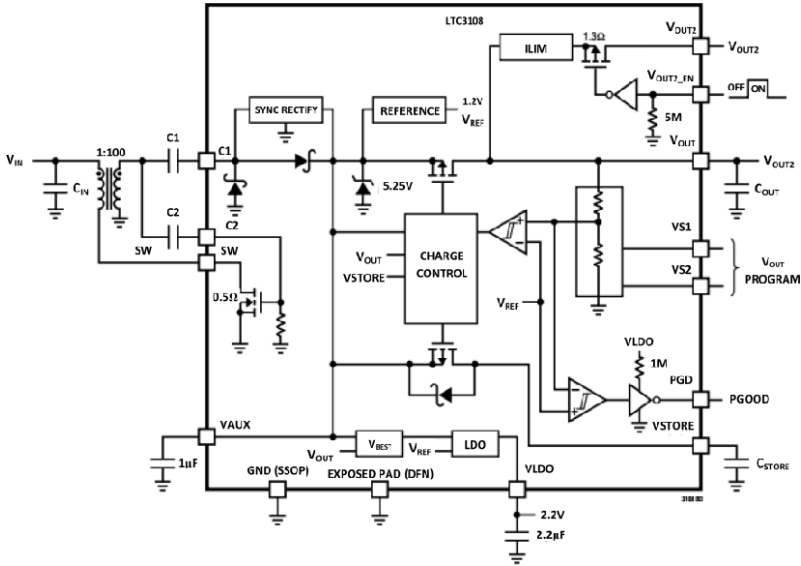 LTC3108
VOUT2
ILIM
1.3Ω
VOUT2
VOUT2_EN
OFF ON
SYNC RECTIFY
REFERENCE
1.2V
VREF
5M
VOUT
C1
C1
1:100
VIN
VOUT2
CIN
5.25V
COUT
C2
C2
SW
SW
VS1
VOUT
CHARGE
CONTROL
VSTORE
VOUT
PROGRAM
VS2
0.5Ω
VREF
VLDO
1M
PGD
PGOOD
VSTORE
VAUX
VBEST
LDO
VOUT
VREF
1µF
CSTORE
GND (SSOP)
EXPOSED PAD (DFN)
VLDO
2.2V
2.2µF